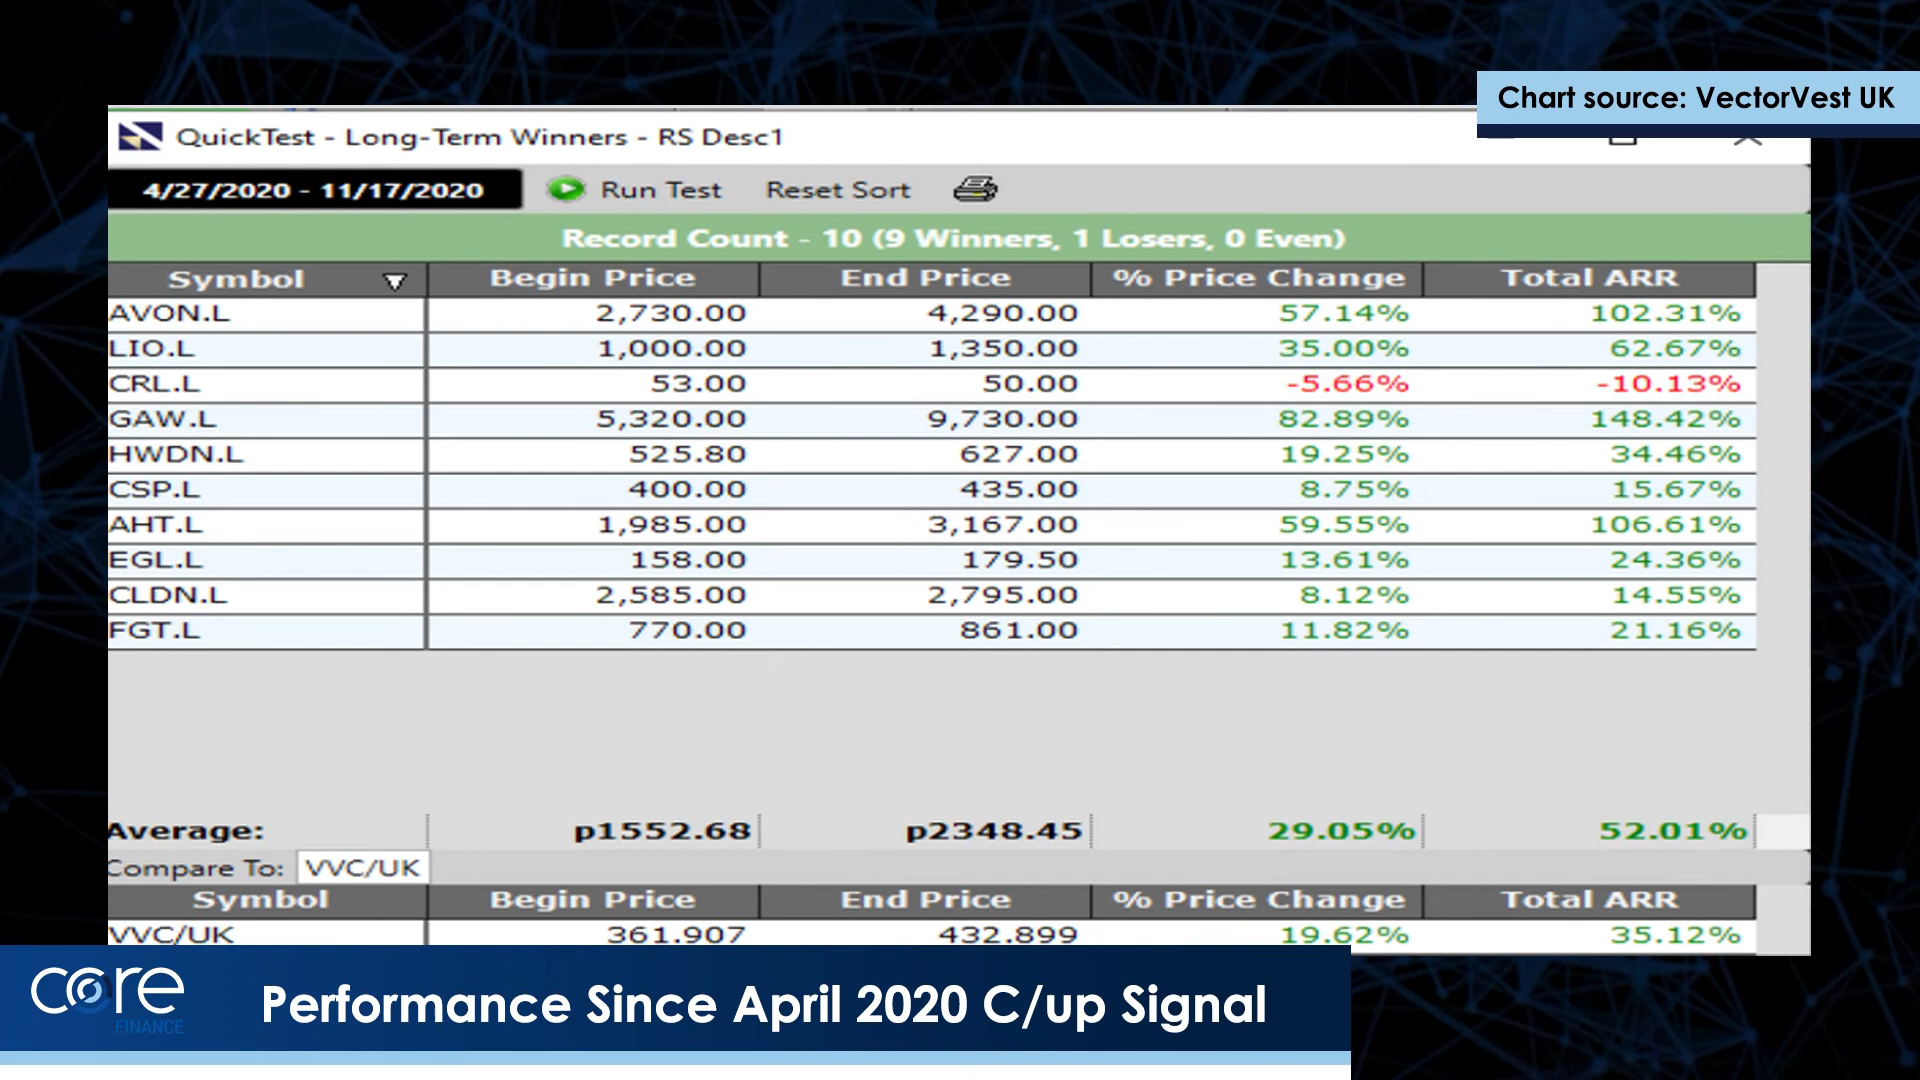 Chart source: VectorVest UK
QuickTest - Long-Term Winners - RS Desc1
4/27/2020 - 11/17/2020 Run Test Reset Sort
Record Count - 10 (9 Winners, 1 Losers, 0 Even)
Symbol Begin Price End Price % Price Change Total ARR
AVON.L 2,730.00 4,290.00 57.14% 102.31%
LIO.L 1,000.00 1,350.00 35.00% 62.67%
CRL.L 53.00 50.00 -5.66% -10.13%
GAW.L 5,320.00 9,730.00 82.89% 148.42%
HWDN.L 525.80 627.00 19.25% 34.46%
CSP.L 400.00 435.00 8.75% 15.67%
AHT.L 1,985.00 3,167.00 59.55% 106.61%
EGL.L 158.00 179.50 13.61% 24.36%
CLDN.L 2,585.00 2,795.00 8.12% 14.55%
FGT.L 770.00 861.00 11.82% 21.16%
Average: p1552.68 p2348.45 29.05% 52.01%
Compare To: VVC/UK
Symbol Begin Price End Price % Price Change Total ARR
VVC/UK 361.907 432.899 19.62% 35.12%
core
FINANCE
Performance Since April 2020 C/up Signal